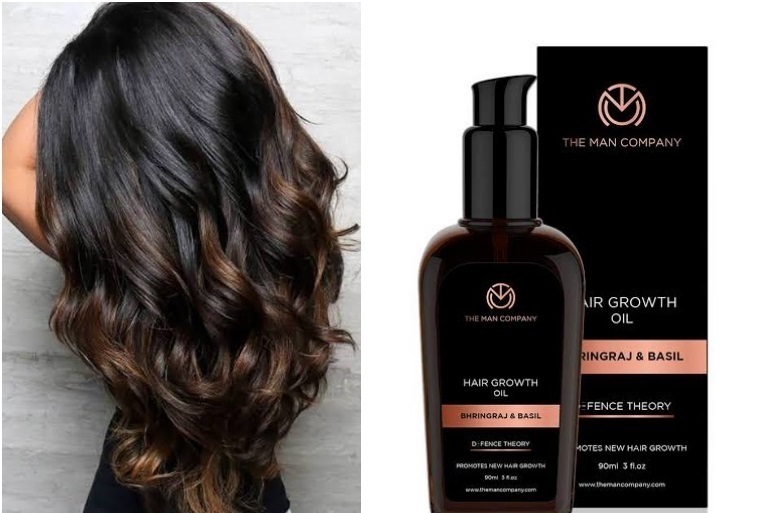 THE MAN COMPANY
HAIR GROWTH
OIL
BHRINGRAJ & BASIL
D-FENCE THEORY
PROMOTES NEW HAIR GROWTH
90ml 3 fl.oz
www.themancompany.com
THE MAN COMPANY
AIR GROWTH
OIL
RINGRAJ & BASIL
-FENCE THEORY
MOTES NEW HAIR GROWTH
90ml 3 fl.oz
www.themancompany.com